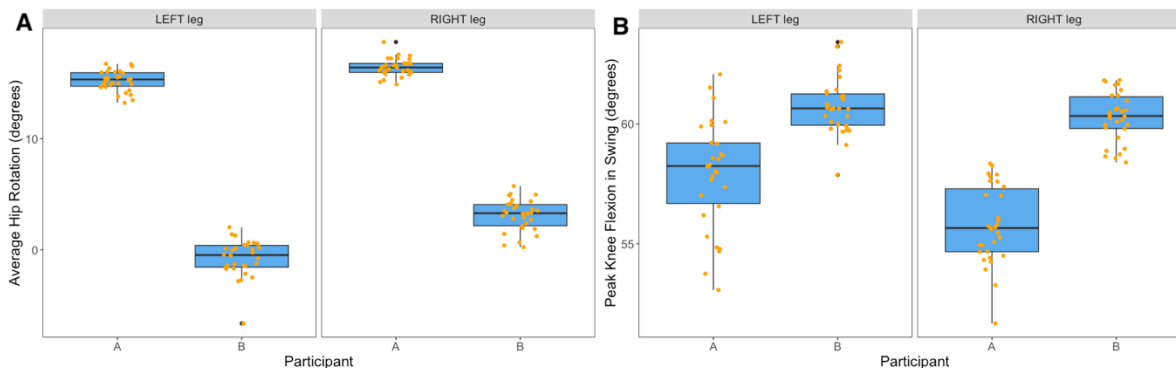 A
LEFT leg
RIGHT leg
Average Hip Rotation (degrees)
10
0
A
B
A
B
Participant
B
LEFT leg
RIGHT leg
Peak Knee Flexion in Swing (degrees)
60
55
A
B
A
B
Participant